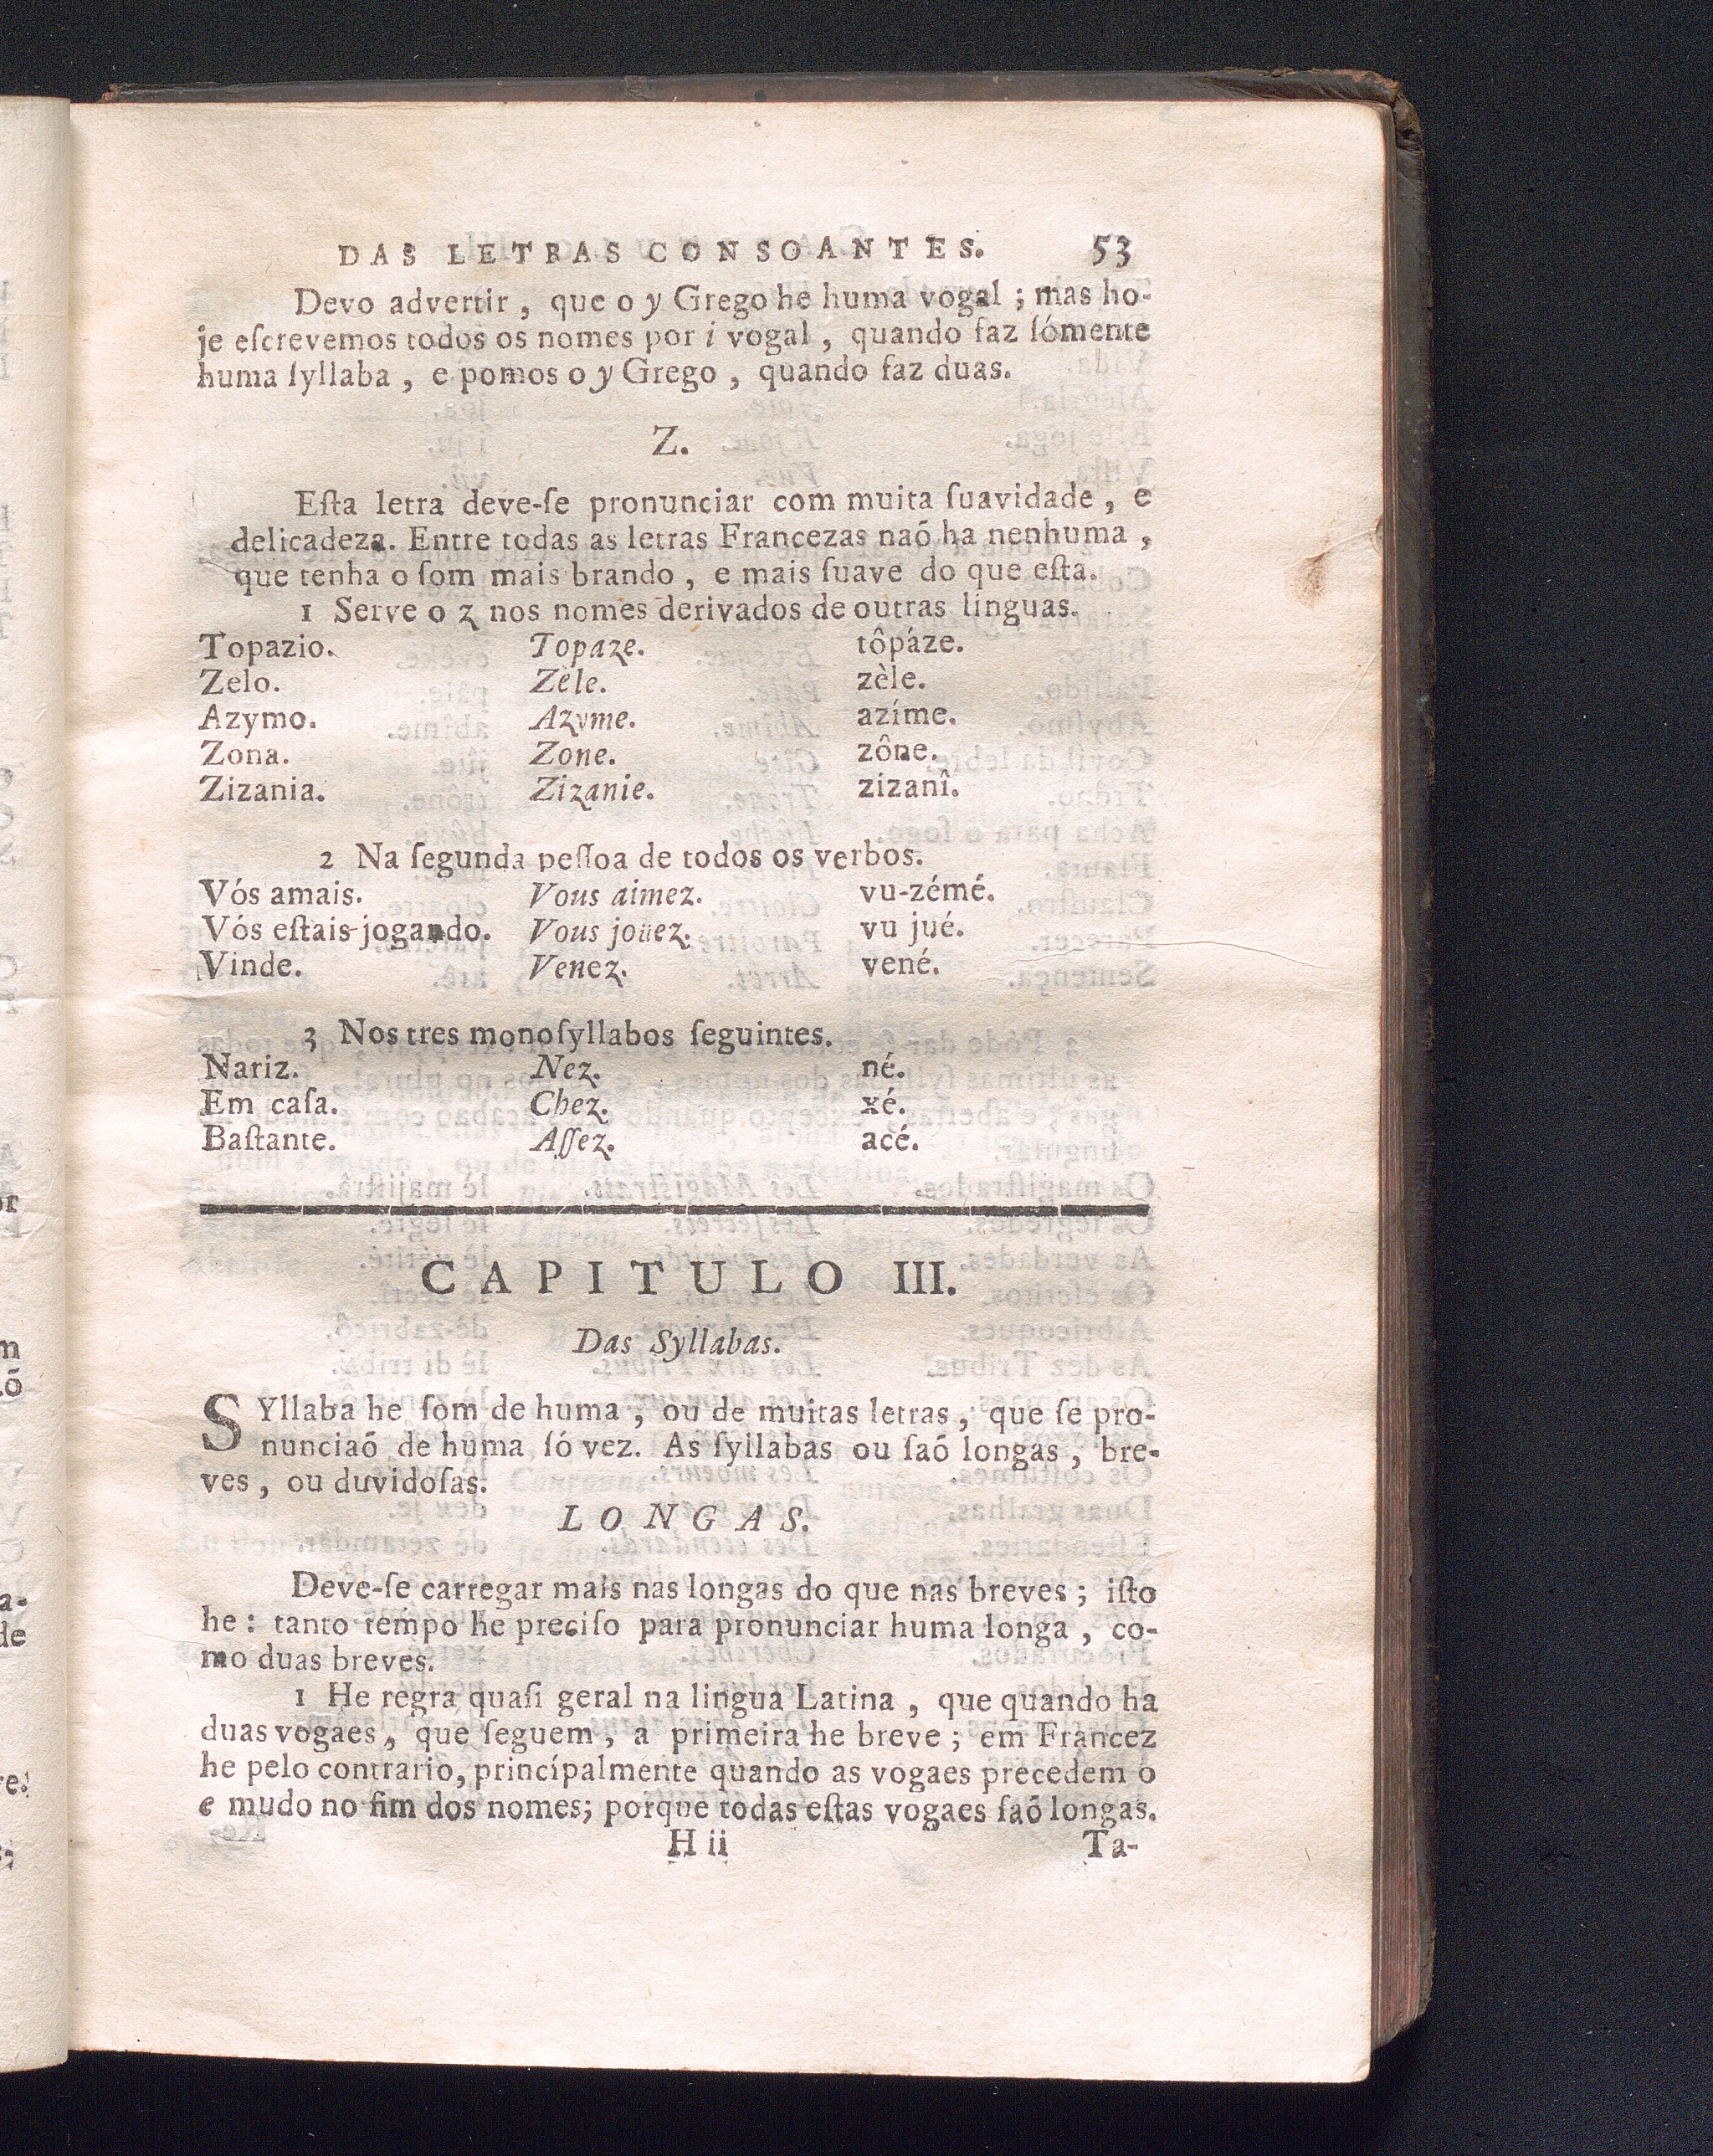 DAS LETRAS CONSOANTES. 53
Devo advertir, que o y Grego he huma vogal; mas ho-
je eſcrevemos todos os nomes por i vogal, quando faz ſómente
huma ſyllaba, e pomos o y Grego, quando faz duas.
Z.
Eſta letra deve-ſe pronunciar com muita ſuavidade, e
delicadeza. Entre todas as letras Francezas naõ ha nenhuma,
que tenha o ſom mais brando, e mais ſuave do que eſta.
1 Serve o z nos nomes derivados de outras linguas.
Topazio. Topaze. tôpáze.
Zelo. Zèle. zèle.
Azymo. Azyme. azíme.
Zona. Zone. zône.
Zizania. Zizanie. zizanî.
2 Na ſegunda peſſoa de todos os verbos.
Vós amais. Vous aimez. vu-zémé.
Vós eſtais jogando. Vous joüez. vu jué.
Vinde. Venez. vené.
3 Nos tres monoſyllabos ſeguintes.
Nariz. Nez. né.
Em caſa. Chez. xé.
Baſtante. Aſſez. acé.
CAPITULO III.
Das Syllabas.
SYllaba he ſom de huma, ou de muitas letras, que ſe pro-
nunciaõ de huma ſó vez. As ſyllabas ou ſaõ longas, bre-
ves, ou duvidoſas.
LONGAS.
Deve-ſe carregar mais nas longas do que nas breves; iſto
he: tanto tempo he preciſo para pronunciar huma longa, co-
mo duas breves.
1 He regra quaſi geral na lingua Latina, que quando ha
duas vogaes, que ſeguem, a primeira he breve; em Francez
he pelo contrario, principalmente quando as vogaes precedem o
e mudo no fim dos nomes; porque todas eſtas vogaes ſaõ longas.
H ii Ta-